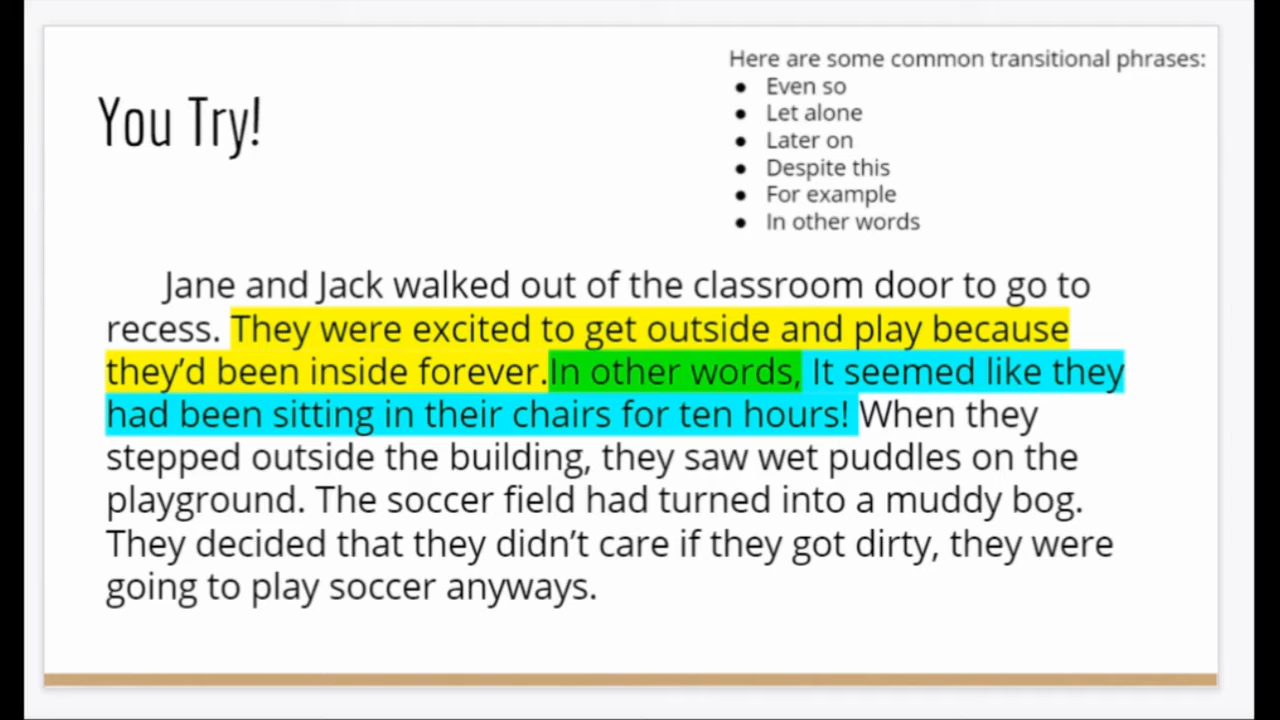 You Try!
Here are some common transitional phrases:
● Even so
● Let alone
● Later on
● Despite this
● For example
● In other words
Jane and Jack walked out of the classroom door to go to
recess. They were excited to get outside and play because
they’d been inside forever.In other words, It seemed like they
had been sitting in their chairs for ten hours! When they
stepped outside the building, they saw wet puddles on the
playground. The soccer field had turned into a muddy bog.
They decided that they didn’t care if they got dirty, they were
going to play soccer anyways.